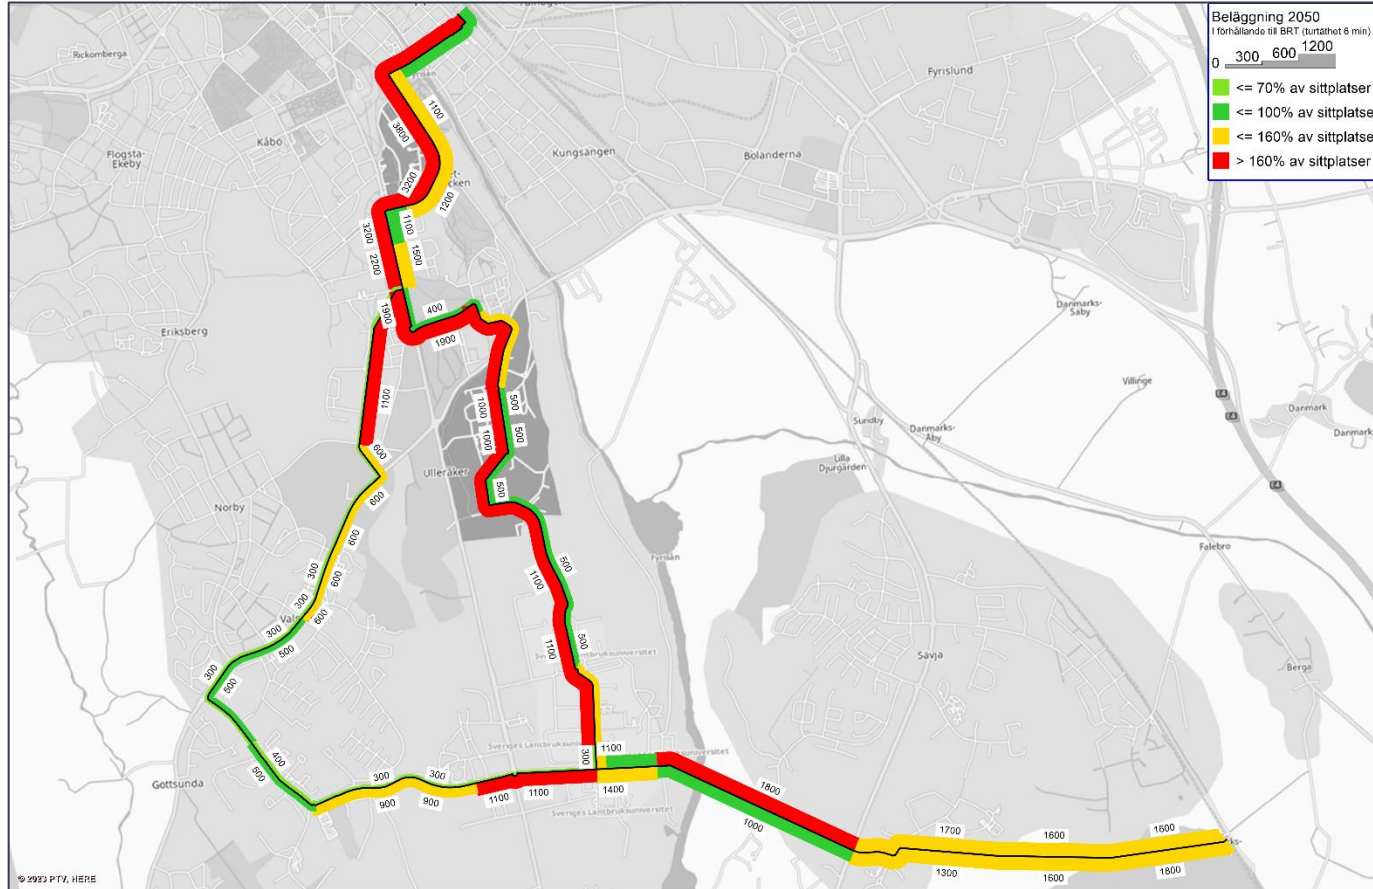 Beläggning 2050
I förhållande till BRT (turtäthet 6 min)
0 300 600 1200
<= 70% av sittplatser
<= 100% av sittplatse
<= 160% av sittplatse
> 160% av sittplatser
Rickomberga
Fyrislund
Fyrisån
Kåbo
Flogsta-
Ekeby
Kungsängen
Bolanderna
1100
3800
3200
1200
1100
3200
1500
2200
1900
400
1900
Eriksberg
Danmarks-
Säby
Villinge
E4
E4
Danmark
Danmarks-
Sundby
Danmarks-
Åby
1100
1000
500
1000
500
600
Ulleråker
Lilla
Djurgården
E4
600
500
Norby
600
Falebro
Fyrisån
300
600
500
1100
300
600
300
500
500
1100
Sävja
Berga
300
500
Gottsunda
400
500
300
1100
300
900
300
900
1100
1100
1400
Sveriges Lantbruksuniversitet
1800
1000
1700
1600
1800
1300
1600
1800
© 2023 PTV, HERE